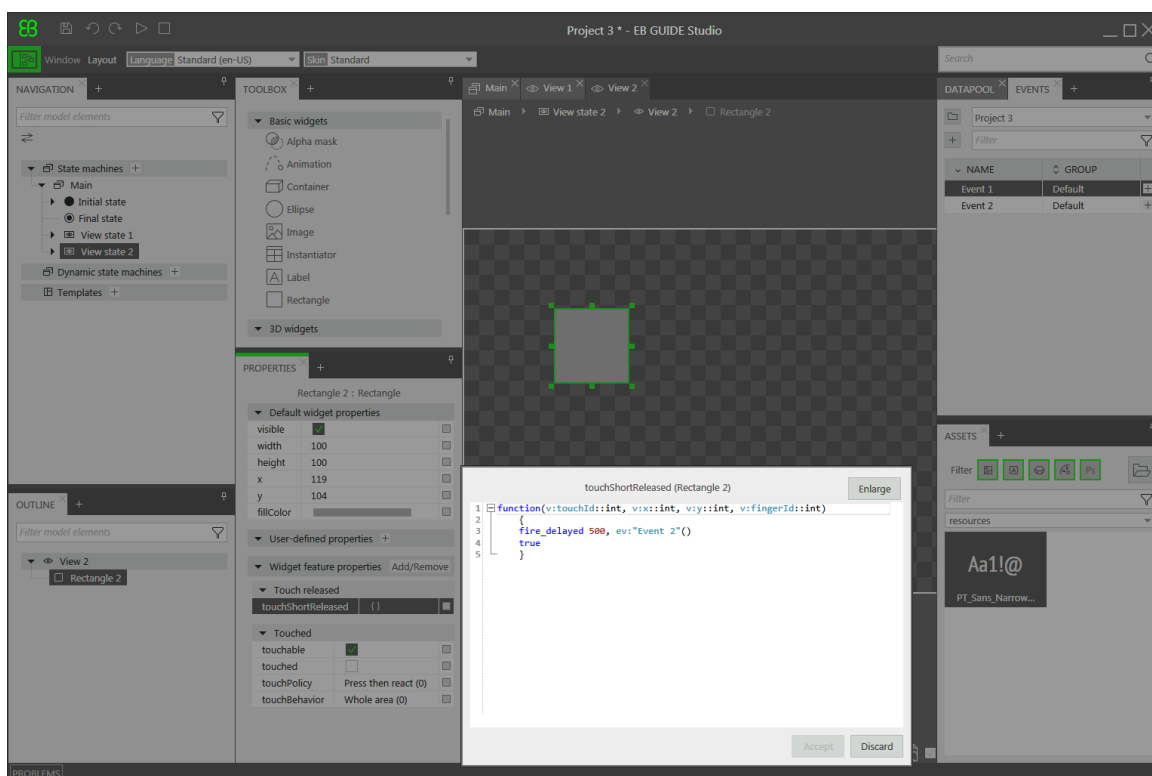 EB
Project 3 * - EB GUIDE Studio
Window Layout Language Standard (en-US) Skin Standard
Search
NAVIGATION
Filter model elements
State machines
Main
Initial state
Final state
View state 1
View state 2
Dynamic state machines
Templates
OUTLINE
Filter model elements
View 2
Rectangle 2
PROBLEMS
TOOLBOX
Basic widgets
Alpha mask
Animation
Container
Ellipse
Image
Instantiator
A Label
Rectangle
3D widgets
PROPERTIES
Rectangle 2 : Rectangle
Default widget properties
visible
width 100
height 100
x 119
y 104
fillColor
User-defined properties +
Widget feature properties Add/Remove
Touch released
touchShortReleased { }
Touched
touchable
touched
touchPolicy Press then react (0)
touchBehavior Whole area (0)
Main View 1 View 2
Main View state 2 View 2 Rectangle 2
touchShortReleased (Rectangle 2)
Enlarge
1 function(v:touchId::int, v:x::int, v:y::int, v:fingerId::int)
2 {
3 fire_delayed 500, ev:"Event 2"()
4 true
5 }
Accept Discard
DATAPOOL EVENTS
Project 3
Filter
NAME GROUP
Event 1 Default
Event 2 Default
ASSETS
Filter A Ps
Filter
resources
Aa1!@
PT_Sans_Narrow...